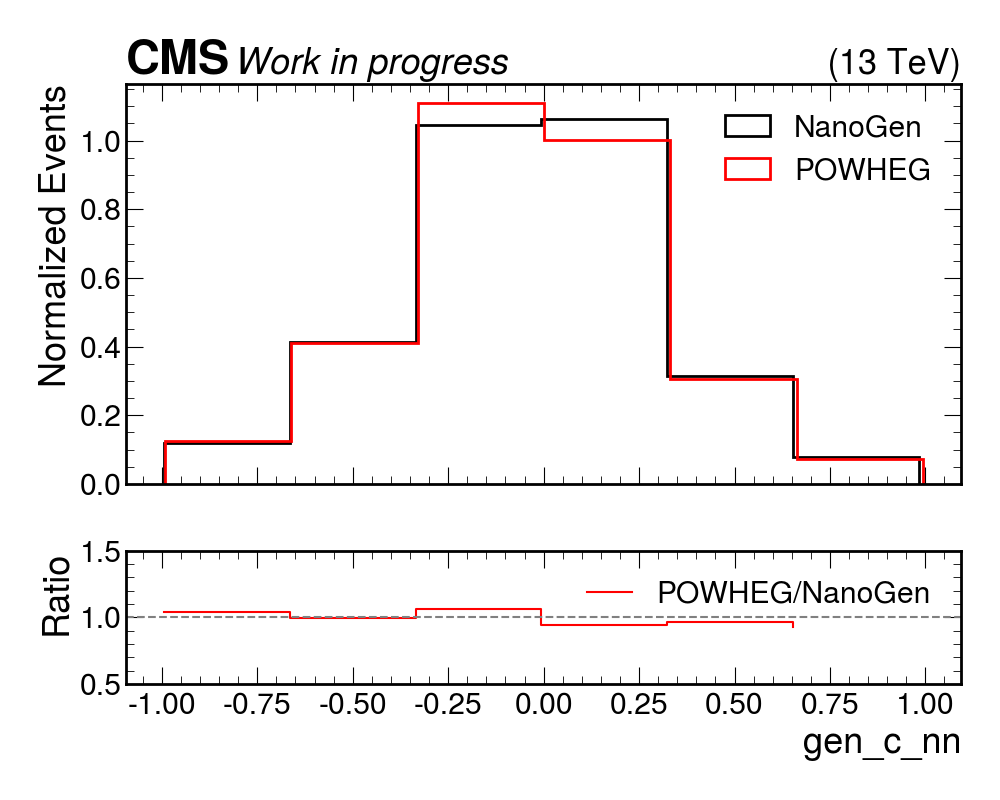 CMS Work in progress (13 TeV)
Normalized Events
1.0
0.8
0.6
0.4
0.2
0.0
NanoGen
POWHEG
Ratio
1.5
1.0
0.5
POWHEG/NanoGen
-1.00 -0.75 -0.50 -0.25 0.00 0.25 0.50 0.75 1.00
gen_c_nn